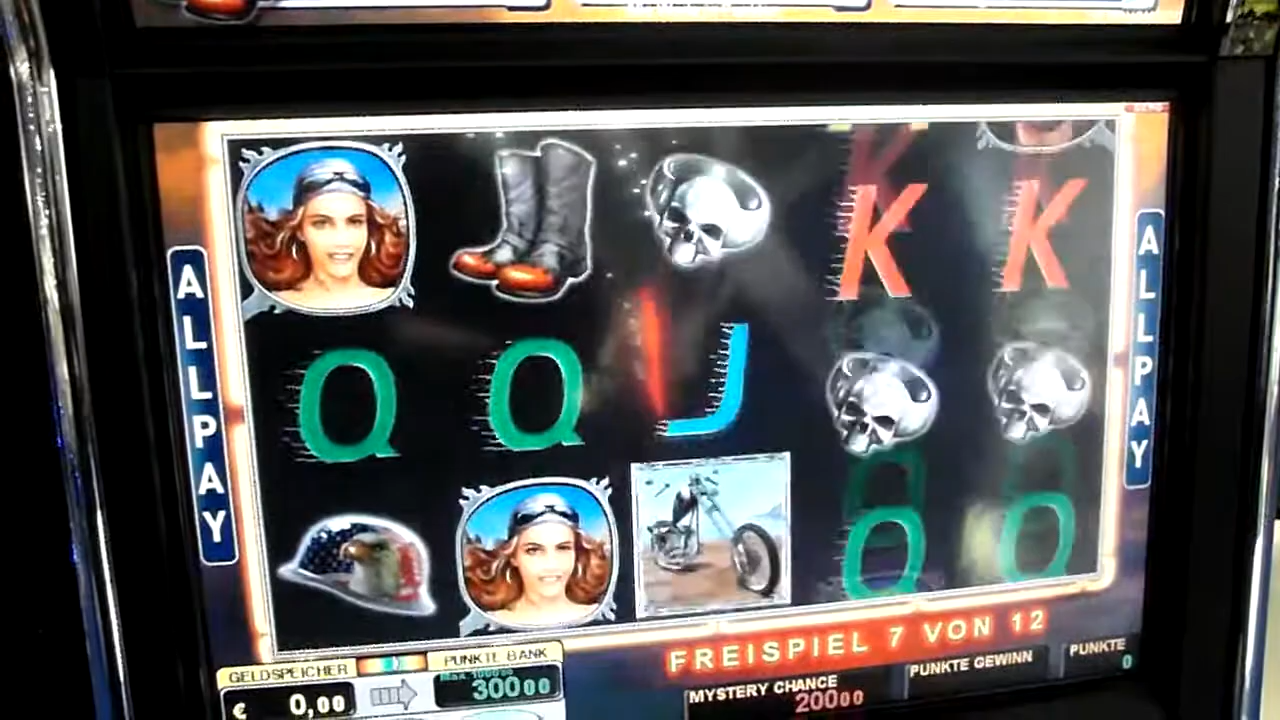 K K
ALLPAY
ALLPAY
Q Q J
Q Q
FREISPIEL 7 VON 12
GELDSPEICHER
PUNKTE BANK
€ 0,00
30000
MYSTERY CHANCE
20000
PUNKTE GEWINN
PUNKTE
0